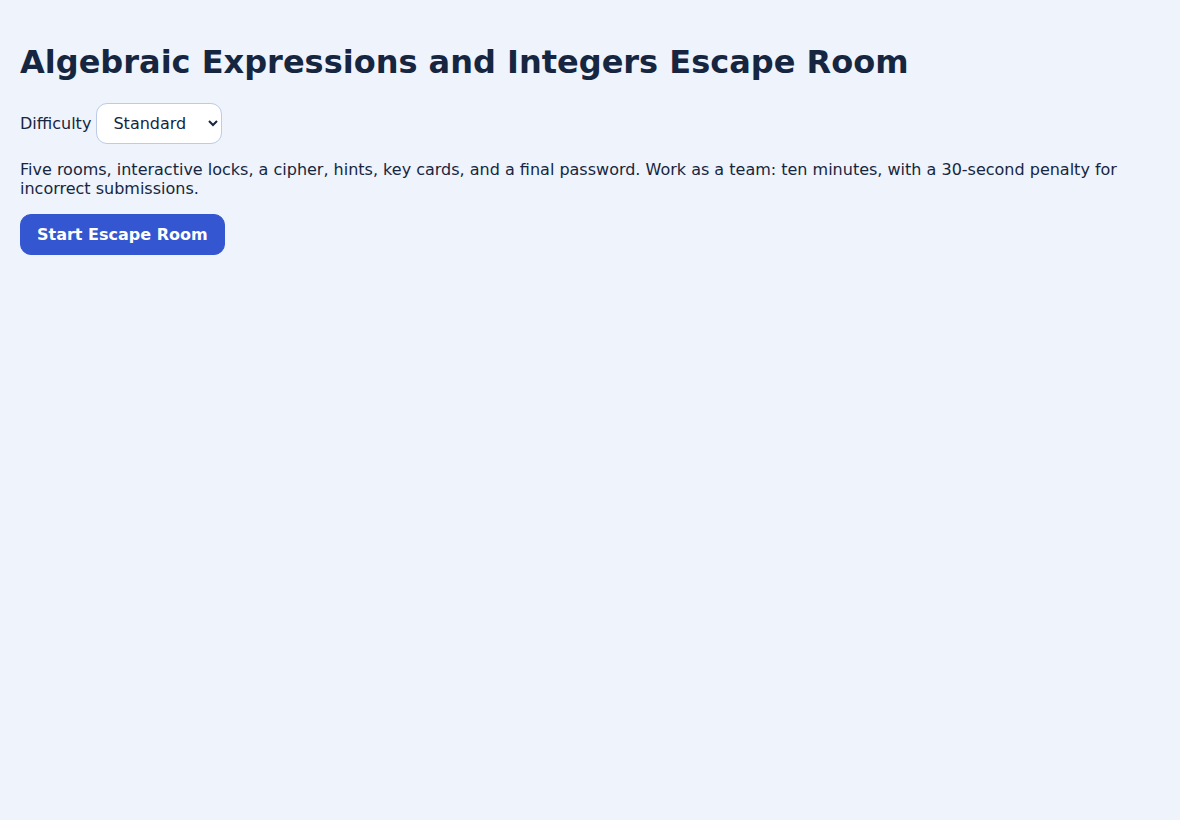 Algebraic Expressions and Integers Escape Room
Difficulty Standard
Five rooms, interactive locks, a cipher, hints, key cards, and a final password. Work as a team: ten minutes, with a 30-second penalty for
incorrect submissions.
Start Escape Room